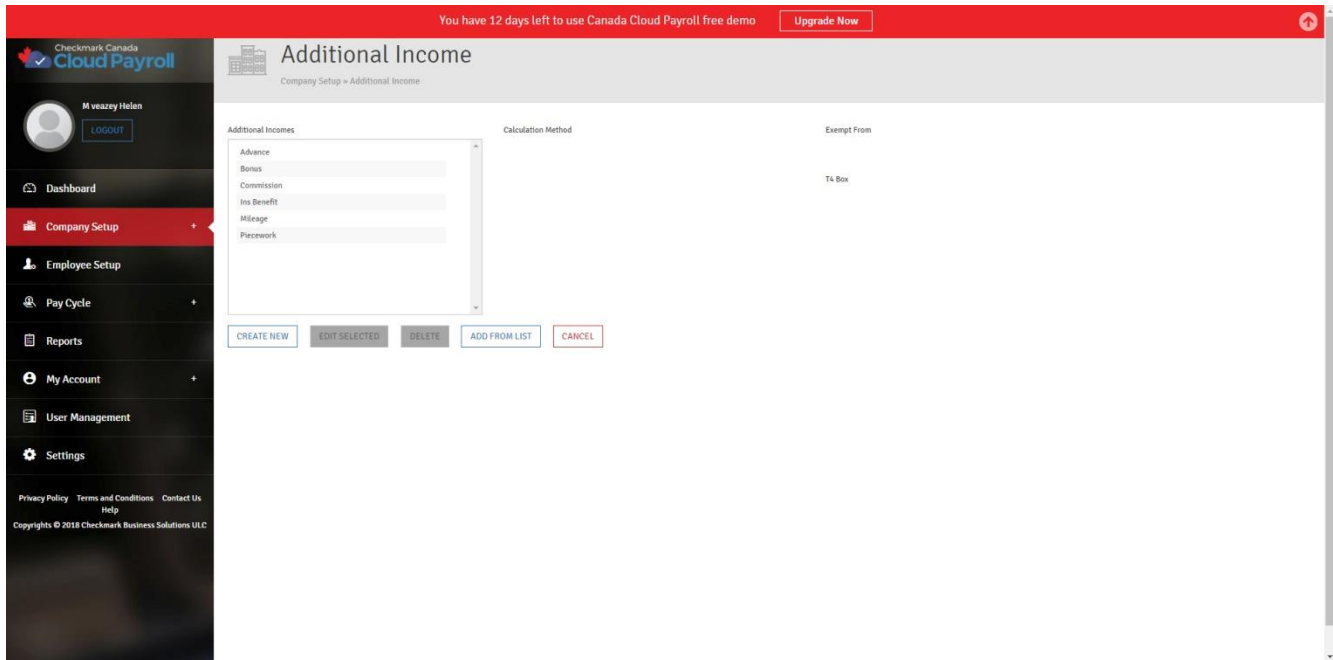 You have 12 days left to use Canada Cloud Payroll free demo Upgrade Now
Checkmark Canada
Cloud Payroll
M veazey Helen
LOGOUT
Dashboard
Company Setup +
Employee Setup
Pay Cycle +
Reports
My Account +
User Management
Settings
Privacy Policy Terms and Conditions Contact Us
Help
Copyrights © 2018 Checkmark Business Solutions ULC
Additional Income
Company Setup » Additional Income
Additional Incomes Calculation Method Exempt From
Advance
Bonus
Commission
Ins Benefit
Mileage
Piecework
T4 Box
CREATE NEW EDIT SELECTED DELETE ADD FROM LIST CANCEL